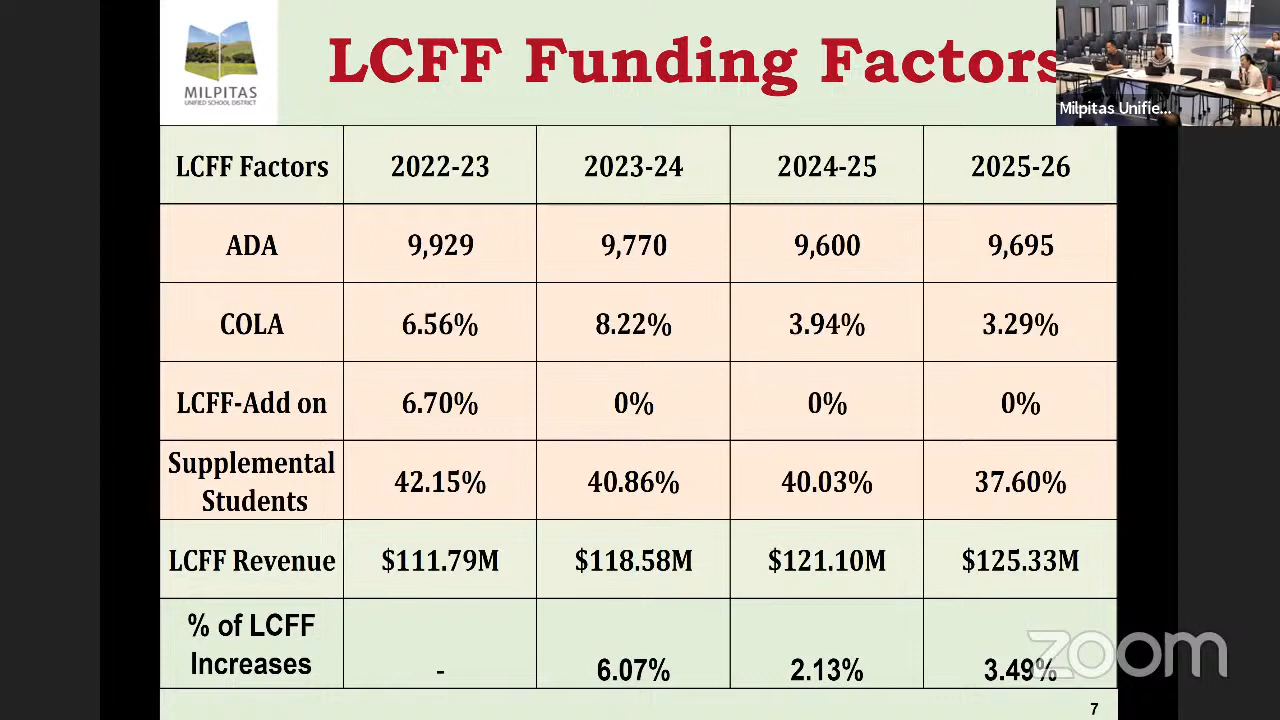 MILPITAS
UNIFIED SCHOOL DISTRICT
LCFF Funding Factors
Milpitas Unifie...
LCFF Factors 2022-23 2023-24 2024-25 2025-26
ADA 9,929 9,770 9,600 9,695
COLA 6.56% 8.22% 3.94% 3.29%
LCFF-Add on 6.70% 0% 0% 0%
Supplemental
Students 42.15% 40.86% 40.03% 37.60%
LCFF Revenue $111.79M $118.58M $121.10M $125.33M
% of LCFF
Increases - 6.07% 2.13% 3.49%
zoom
7